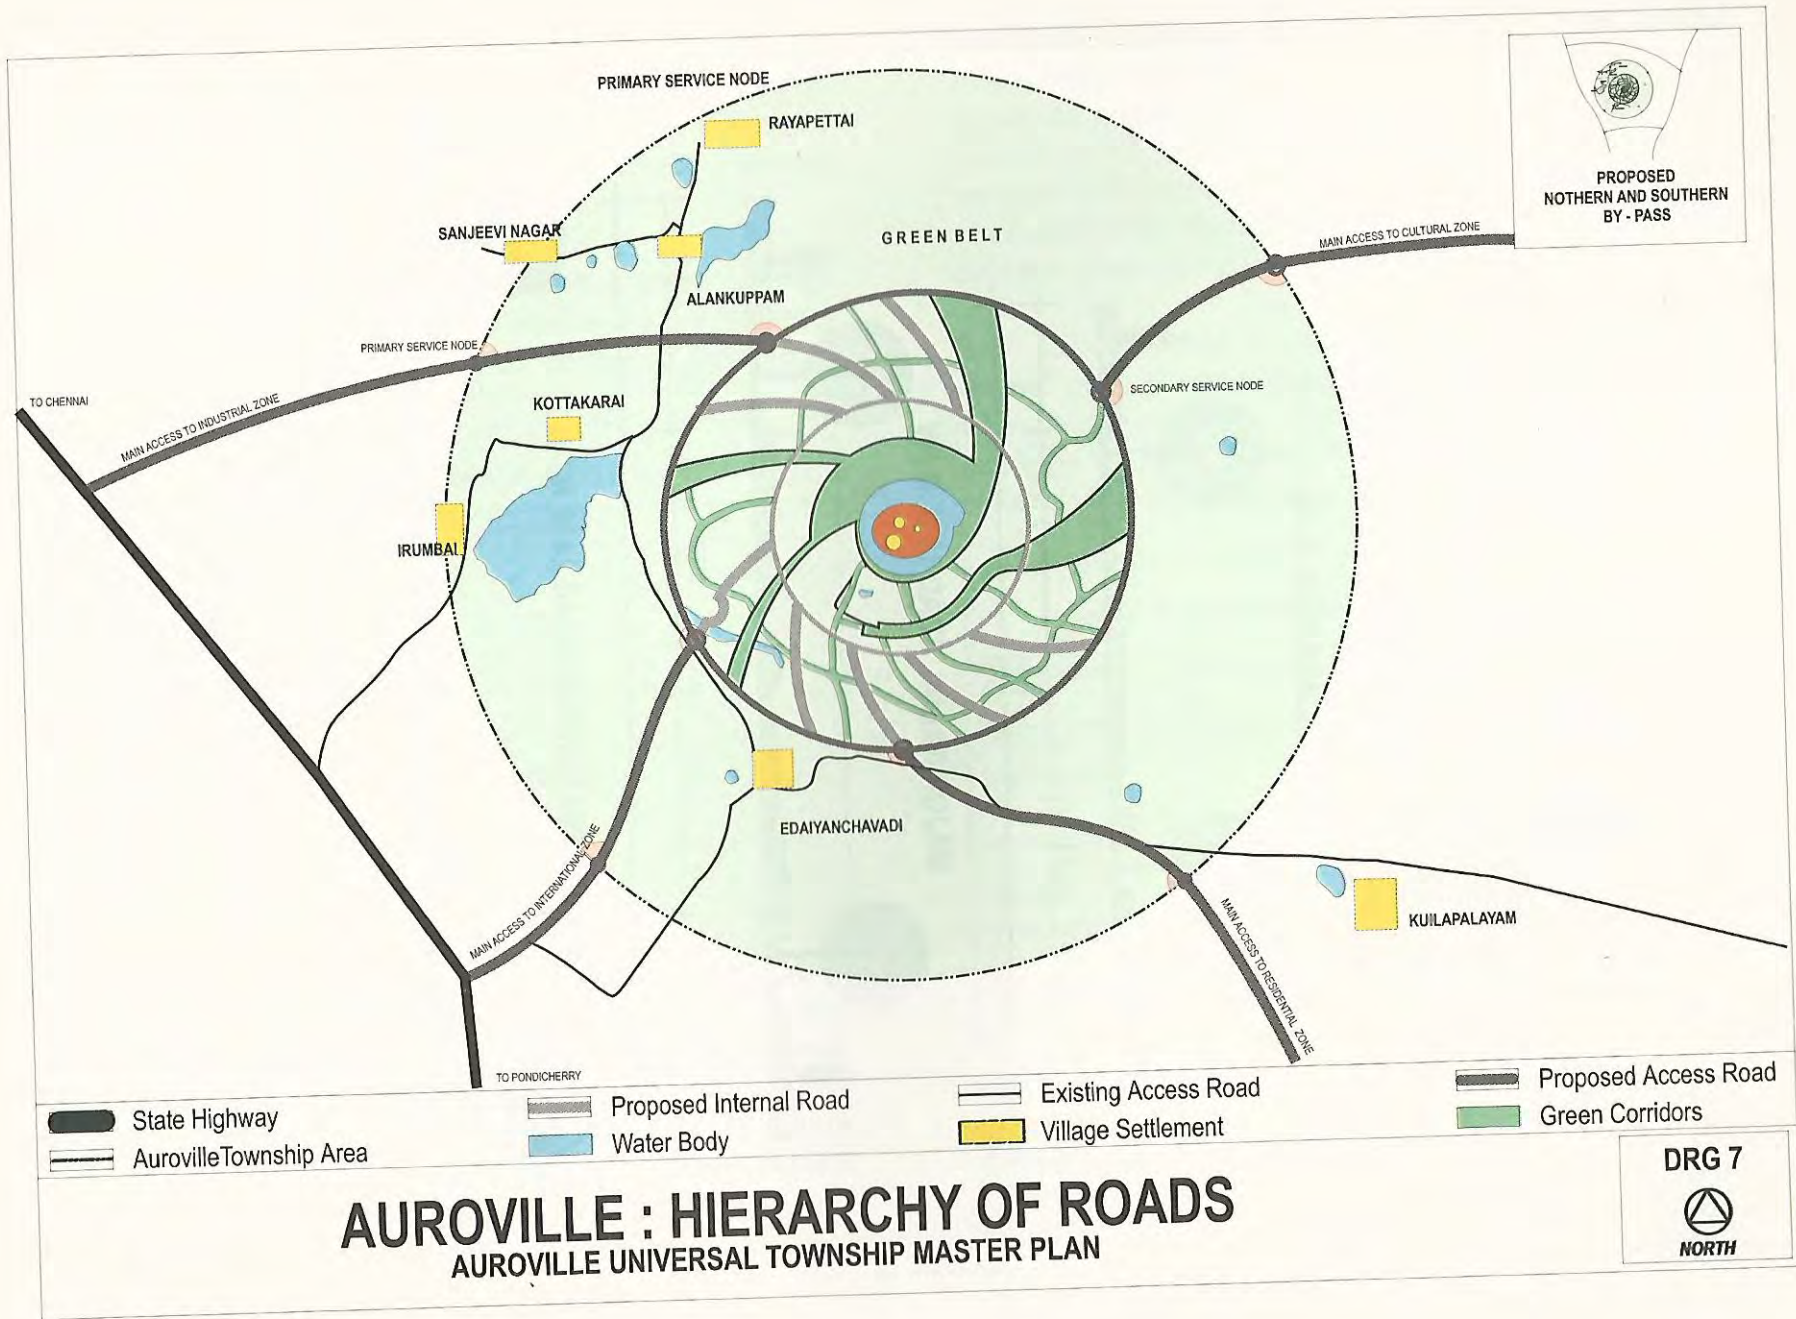 PRIMARY SERVICE NODE
RAYAPETTAI
PROPOSED
NOTHERN AND SOUTHERN
BY - PASS
SANJEEVI NAGAR
GREEN BELT
MAIN ACCESS TO CULTURAL ZONE
ALANKUPPAM
PRIMARY SERVICE NODE
SECONDARY SERVICE NODE
TO CHENNAI
KOTTAKARAI
MAIN ACCESS TO INDUSTRIAL ZONE
IRUMBAI
EDAIYANCHAVADI
MAIN ACCESS TO INTERNATIONAL ZONE
KUILAPALAYAM
MAIN ACCESS TO RESIDENTIAL ZONE
TO PONDICHERRY
State Highway
Proposed Internal Road
Existing Access Road
Proposed Access Road
AurovilleTownship Area
Water Body
Village Settlement
Green Corridors
AUROVILLE : HIERARCHY OF ROADS
AUROVILLE UNIVERSAL TOWNSHIP MASTER PLAN
DRG 7
NORTH